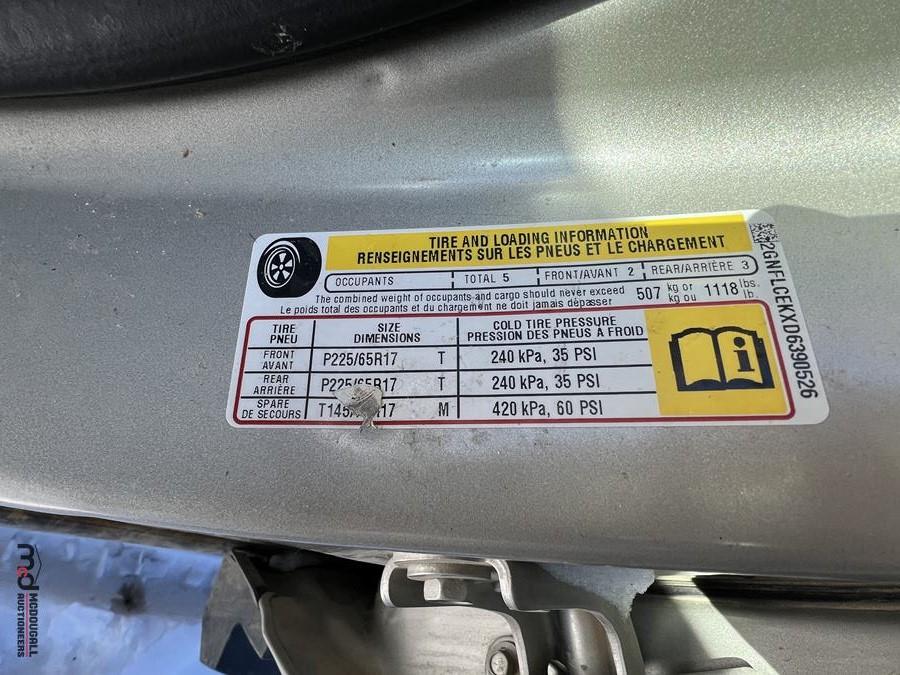 TIRE AND LOADING INFORMATION
RENSEIGNEMENTS SUR LES PNEUS ET LE CHARGEMENT
OCCUPANTS TOTAL 5 FRONT/AVANT 2 REAR/ARRIÈRE 3
The combined weight of occupants and cargo should never exceed 507 kg or 1118 lbs.
Le poids total des occupants et du chargement ne doit jamais dépasser kg ou lb.
TIRE SIZE COLD TIRE PRESSURE
PNEU DIMENSIONS PRESSION DES PNEUS A FROID
FRONT
AVANT P225/65R17 T 240 kPa, 35 PSI
REAR
ARRIÈRE P225/65R17 T 240 kPa, 35 PSI
SPARE
DE SECOURS T145/ R17 M 420 kPa, 60 PSI
i
2GNFLCEKXD6390526
md
MCDOUGALL
AUCTIONEERS